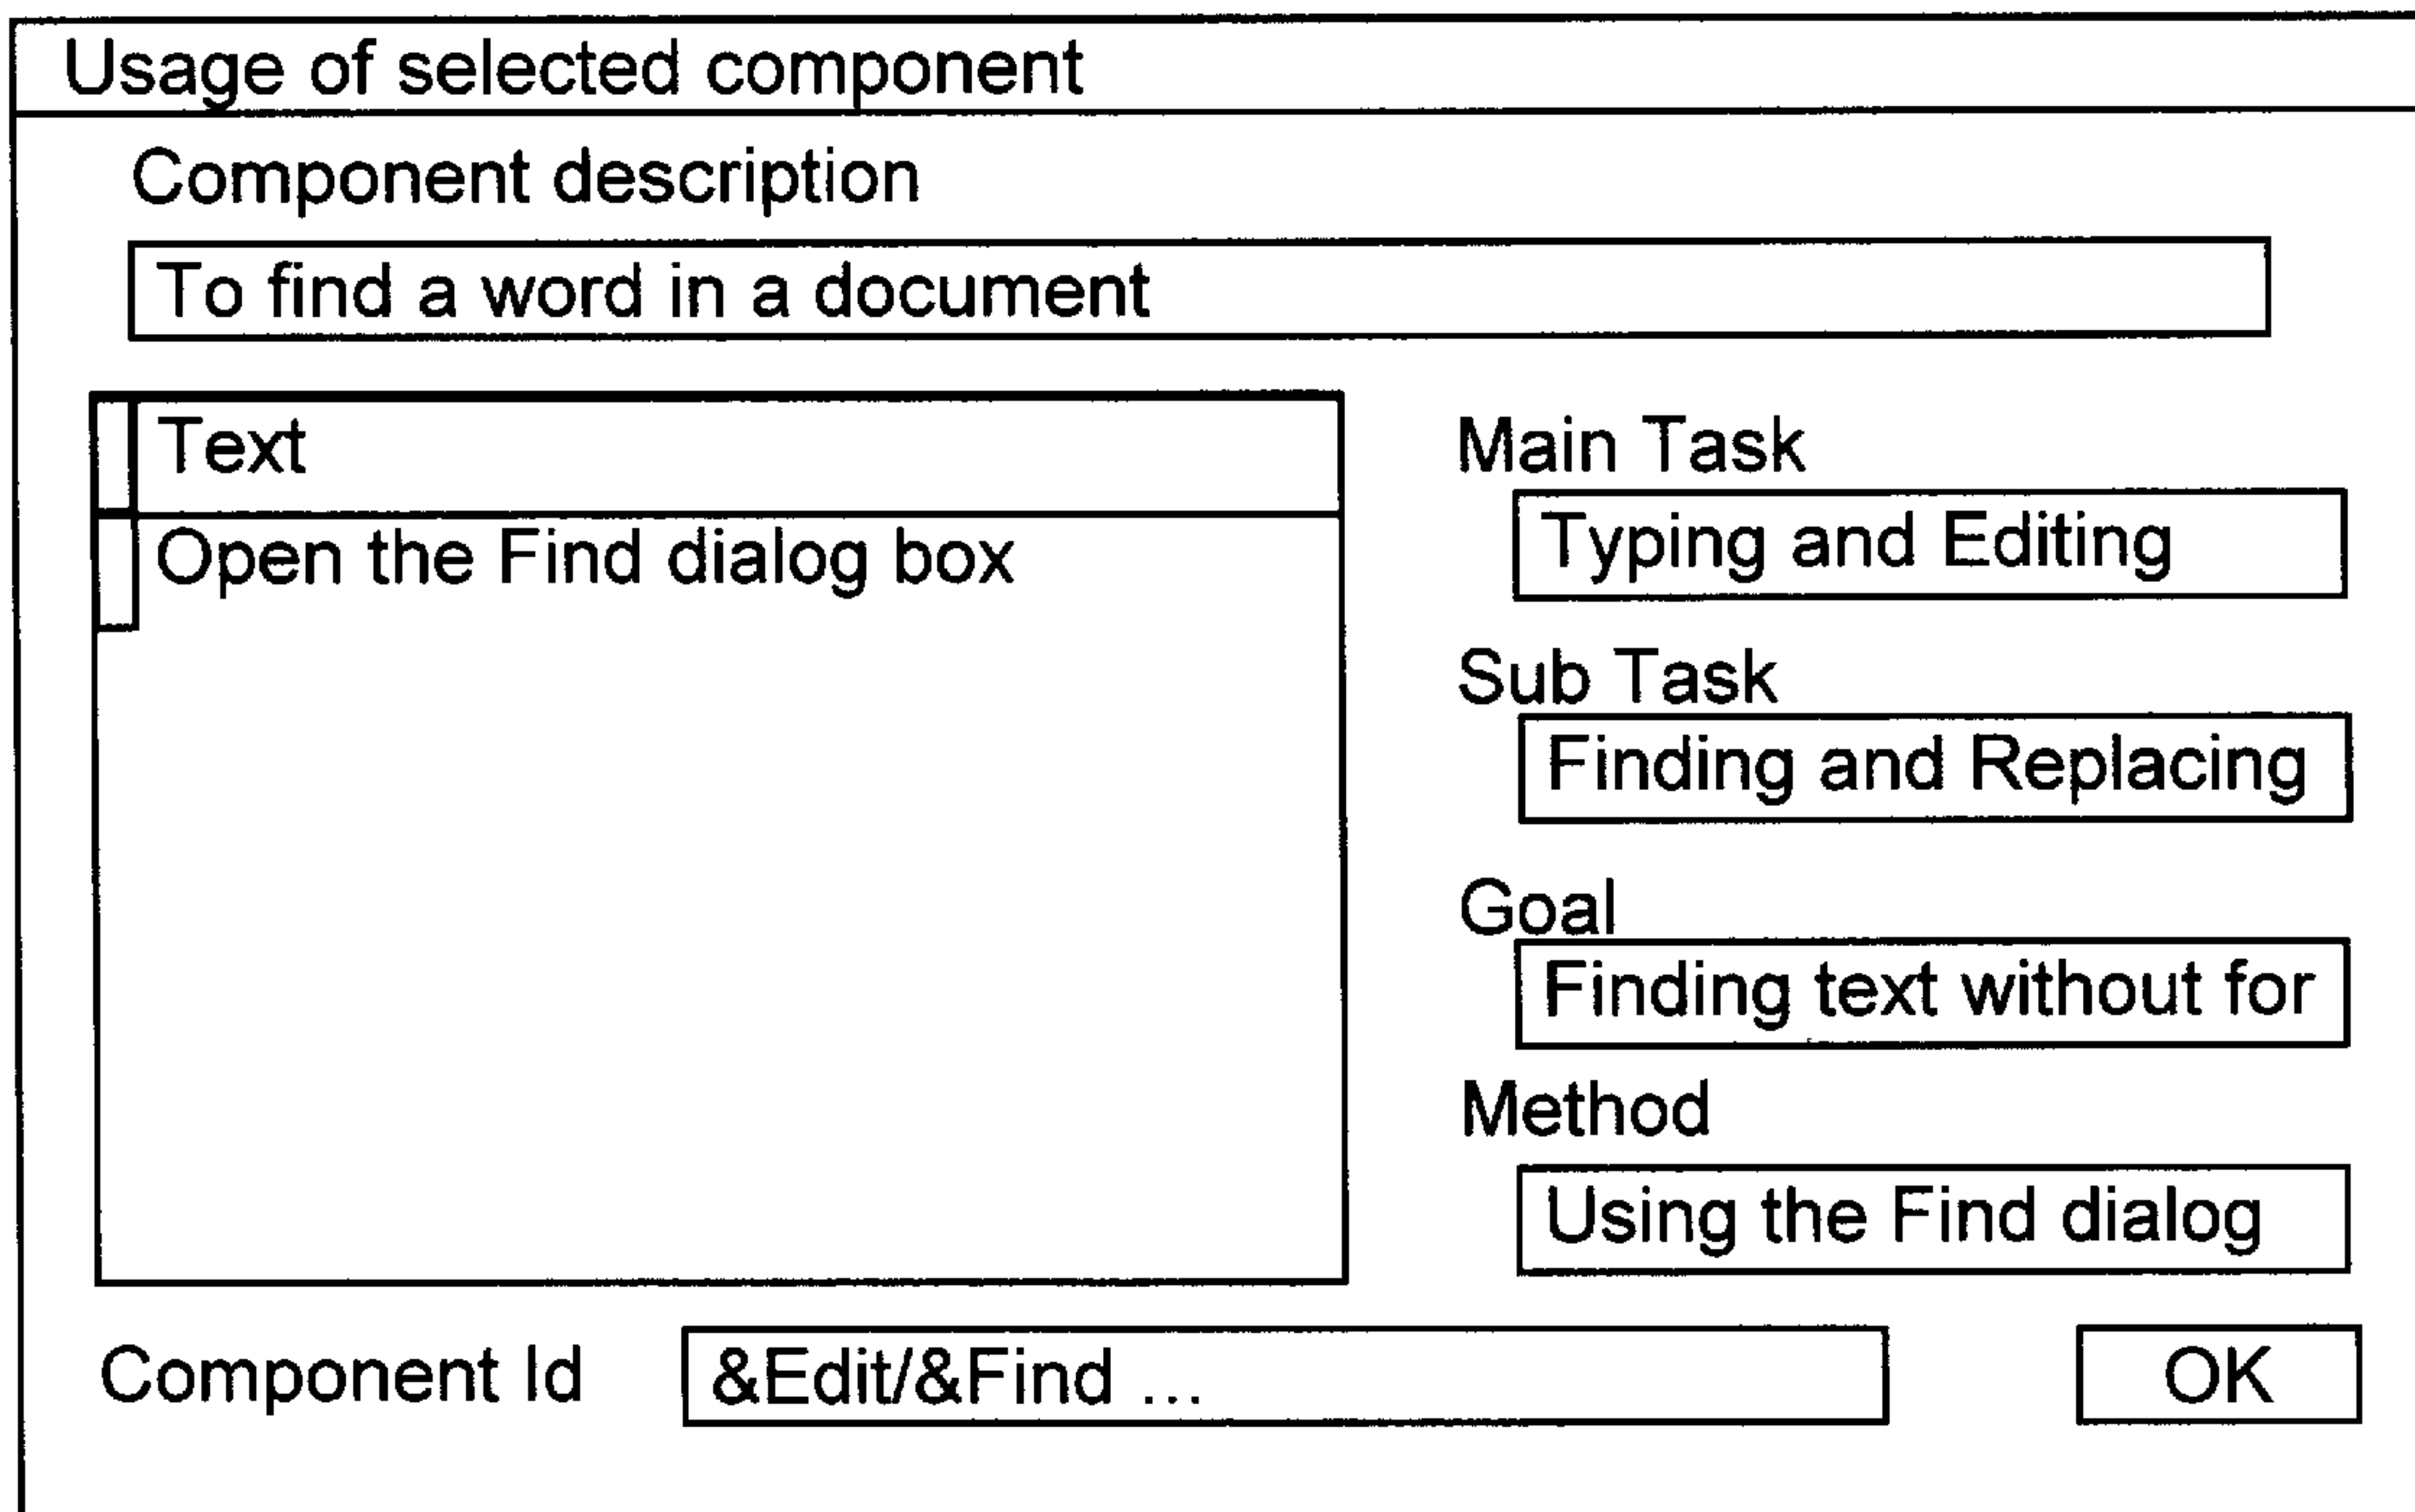 Usage of selected component
Component description
To find a word in a document
Text
Open the Find dialog box
Main Task
Typing and Editing
Sub Task
Finding and Replacing
Goal
Finding text without for
Method
Using the Find dialog
Component Id
&Edit/&Find ...
OK